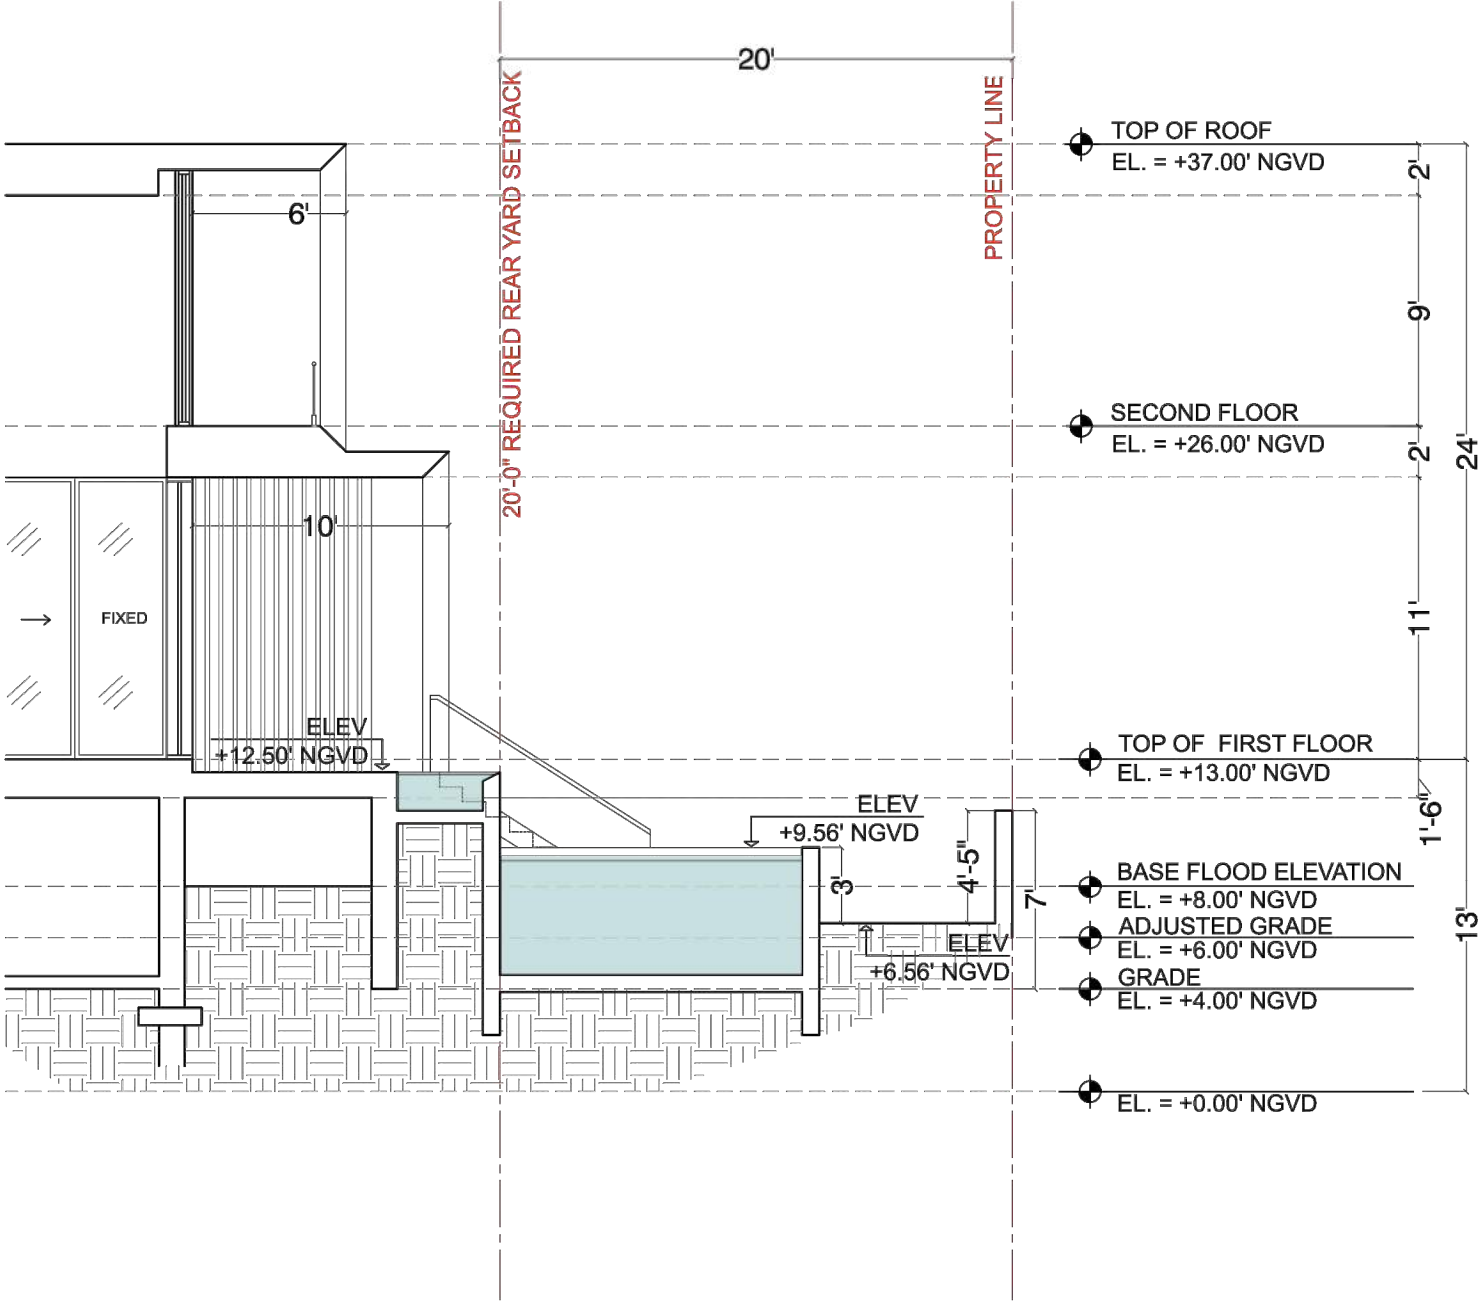 20'
20'-0" REQUIRED REAR YARD SETBACK
PROPERTY LINE
TOP OF ROOF
EL. = +37.00' NGVD
2'
6'
9'
SECOND FLOOR
EL. = +26.00' NGVD
2'
24'
10'
FIXED
11'
ELEV
+12.50' NGVD
TOP OF FIRST FLOOR
EL. = +13.00' NGVD
1'-6"
ELEV
+9.56' NGVD
3'
4'-5"
7'
BASE FLOOD ELEVATION
EL. = +8.00' NGVD
ADJUSTED GRADE
EL. = +6.00' NGVD
13'
ELEV
+6.56' NGVD
GRADE
EL. = +4.00' NGVD
EL. = +0.00' NGVD